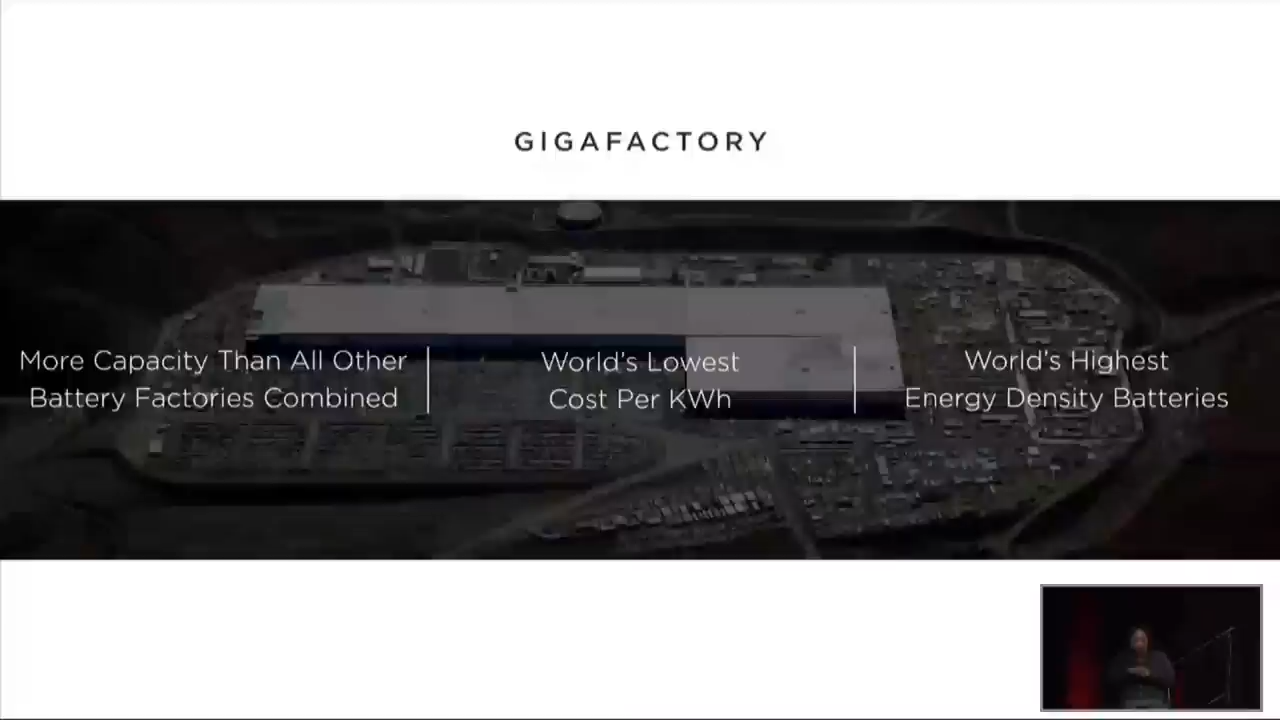 GIGAFACTORY
More Capacity Than All Other
Battery Factories Combined
World's Lowest
Cost Per KWh
World's Highest
Energy Density Batteries